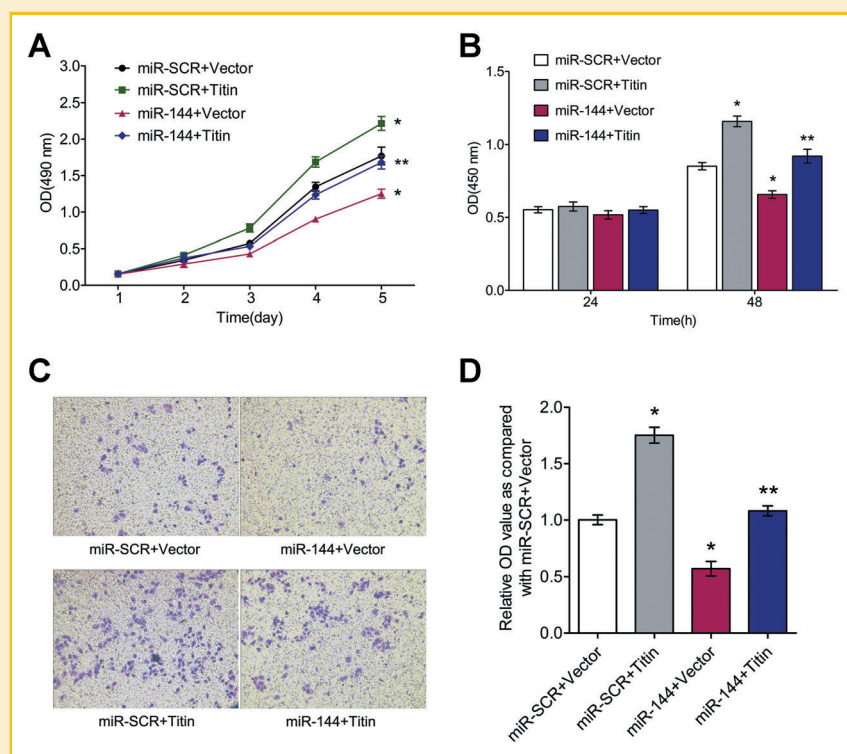 A
miR-SCR+Vector
miR-SCR+Titin
miR-144+Vector
miR-144+Titin
3.0
2.5
2.0
1.5
1.0
0.5
0.0
OD(490 nm)
*
**
*
1 2 3 4 5
Time(day)
B
miR-SCR+Vector
miR-SCR+Titin
miR-144+Vector
miR-144+Titin
1.5
1.0
0.5
0.0
OD(450 nm)
* * **
24 48
Time(h)
C
miR-SCR+Vector miR-144+Vector
miR-SCR+Titin miR-144+Titin
D
Relative OD value as compared
with miR-SCR+Vector
2.0
1.5
1.0
0.5
0.0
* * **
miR-SCR+Vector
miR-SCR+Titin
miR-144+Vector
miR-144+Titin